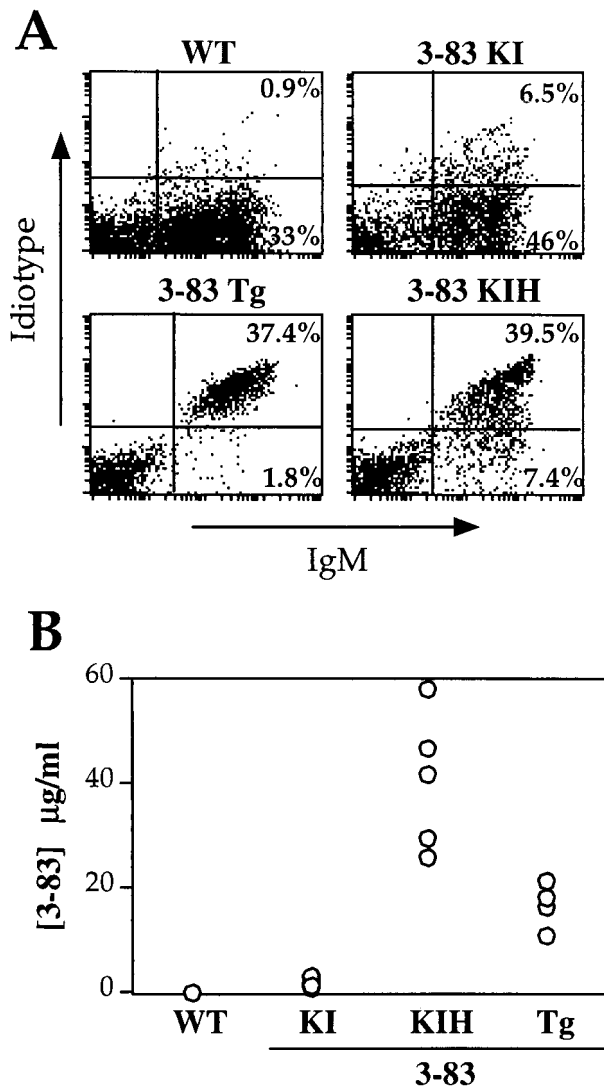 A
WT
3-83 KI
0.9%
6.5%
33%
46%
3-83 Tg
3-83 KIH
37.4%
39.5%
1.8%
7.4%
Idiotype
IgM
B
[3-83] µg/ml
60
40
20
0
WT
KI
KIH
Tg
3-83